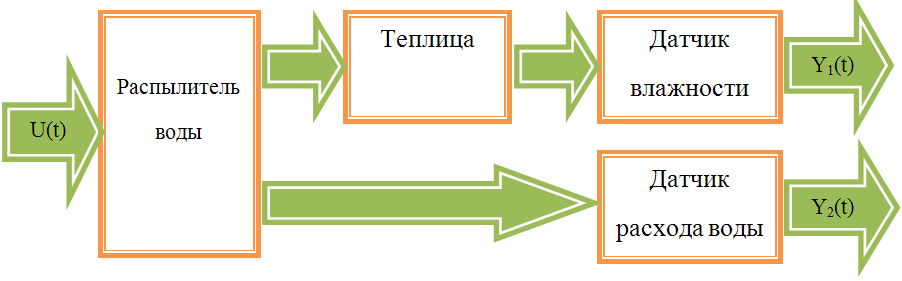 U(t)
Распылитель
воды
Теплица
Датчик
влажности
Y₁(t)
Датчик
расхода воды
Y₂(t)